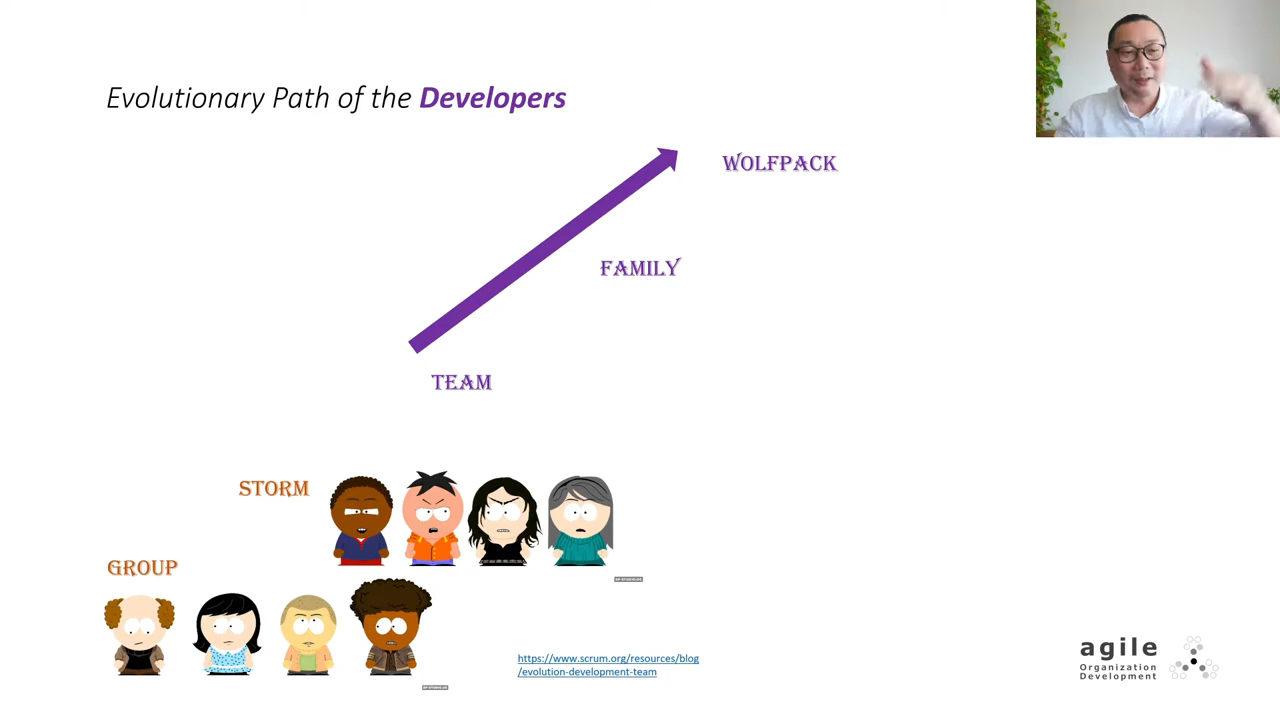 Evolutionary Path of the Developers
WOLFPACK
FAMILY
TEAM
STORM
GROUP
https://www.scrum.org/resources/blog
/evolution-development-team
agile
Organization
Development